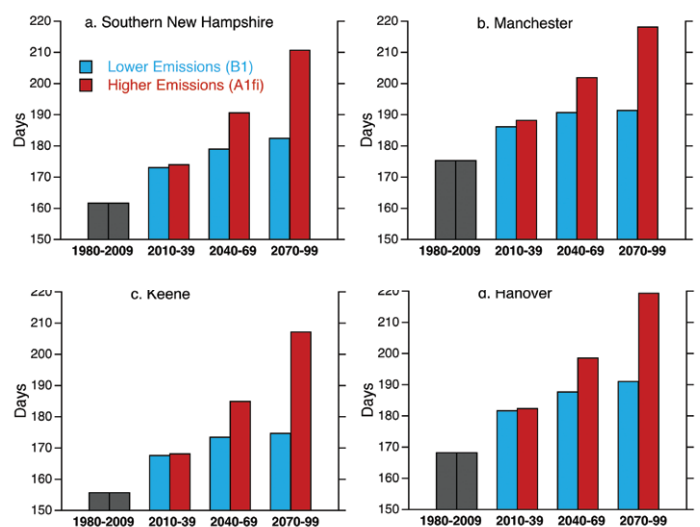 a. Southern New Hampshire
Lower Emissions (B1)
Higher Emissions (A1fi)
Days
220
210
200
190
180
170
160
150
1980-2009 2010-39 2040-69 2070-99
b. Manchester
Days
220
210
200
190
180
170
160
150
1980-2009 2010-39 2040-69 2070-99
c. Keene
Days
220
210
200
190
180
170
160
150
1980-2009 2010-39 2040-69 2070-99
d. Hanover
Days
220
210
200
190
180
170
160
150
1980-2009 2010-39 2040-69 2070-99